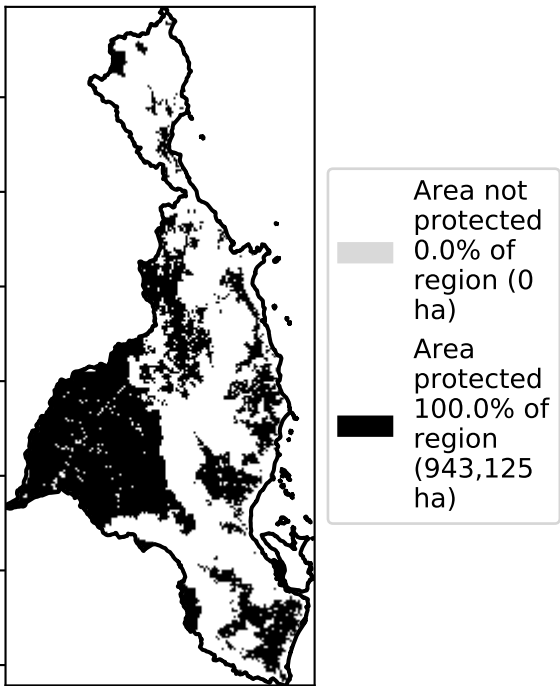 Area not
protected
0.0% of
region (0
ha)
Area
protected
100.0% of
region
(943,125
ha)